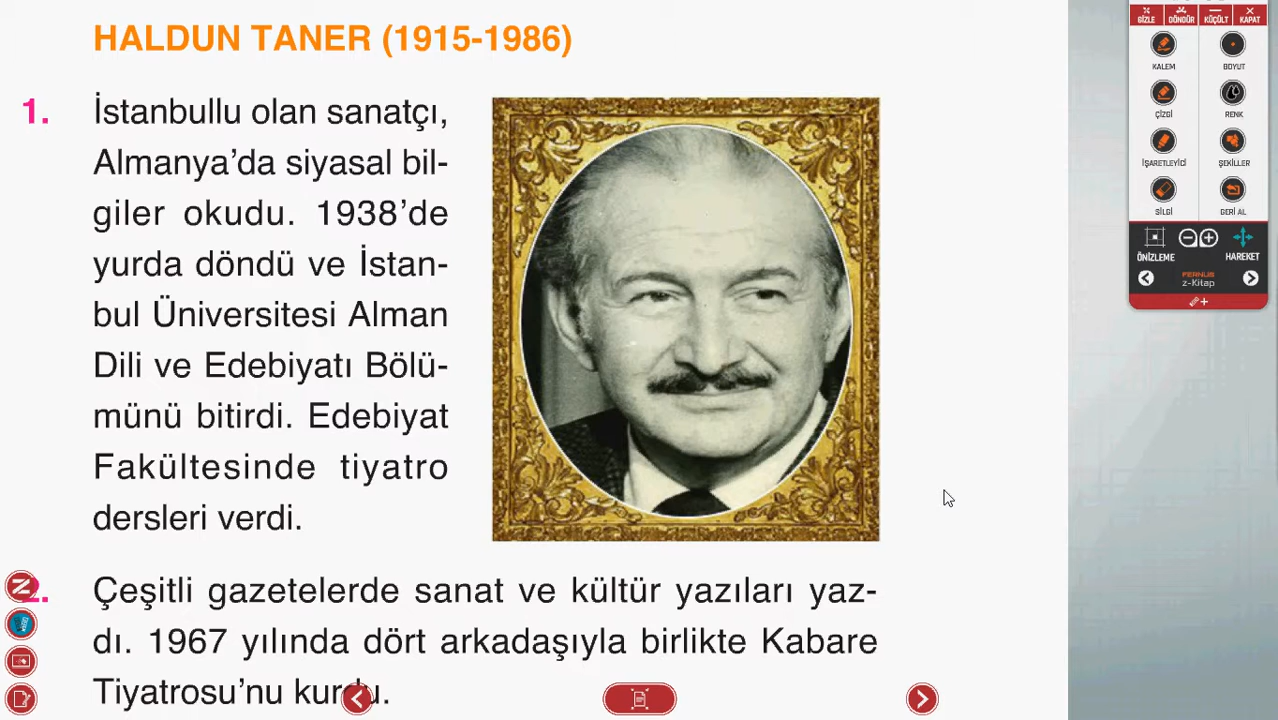 HALDUN TANER (1915-1986)
1. İstanbullu olan sanatçı,
Almanya’da siyasal bil-
giler okudu. 1938’de
yurda döndü ve İstan-
bul Üniversitesi Alman
Dili ve Edebiyatı Bölü-
münü bitirdi. Edebiyat
Fakültesinde tiyatro
dersleri verdi.
2. Çeşitli gazetelerde sanat ve kültür yazıları yaz-
dı. 1967 yılında dört arkadaşıyla birlikte Kabare
Tiyatrosu’nu kurdu.
GİZLE DÖNDÜR KÜÇÜLT KAPAT
KALEM BOYUT
ÇİZGİ RENK
İŞARETLEYİCİ ŞEKİLLER
SİLGİ GERİ AL
ÖNİZLEME HAREKET
FERNUS
z-Kitap